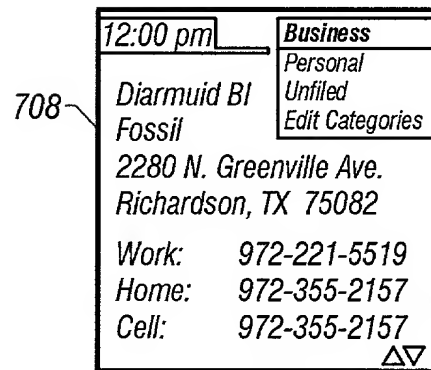 12:00 pm
Business
Personal
Unfiled
Edit Categories
708
Diarmuid Bl
Fossil
2280 N. Greenville Ave.
Richardson, TX 75082
Work: 972-221-5519
Home: 972-355-2157
Cell: 972-355-2157